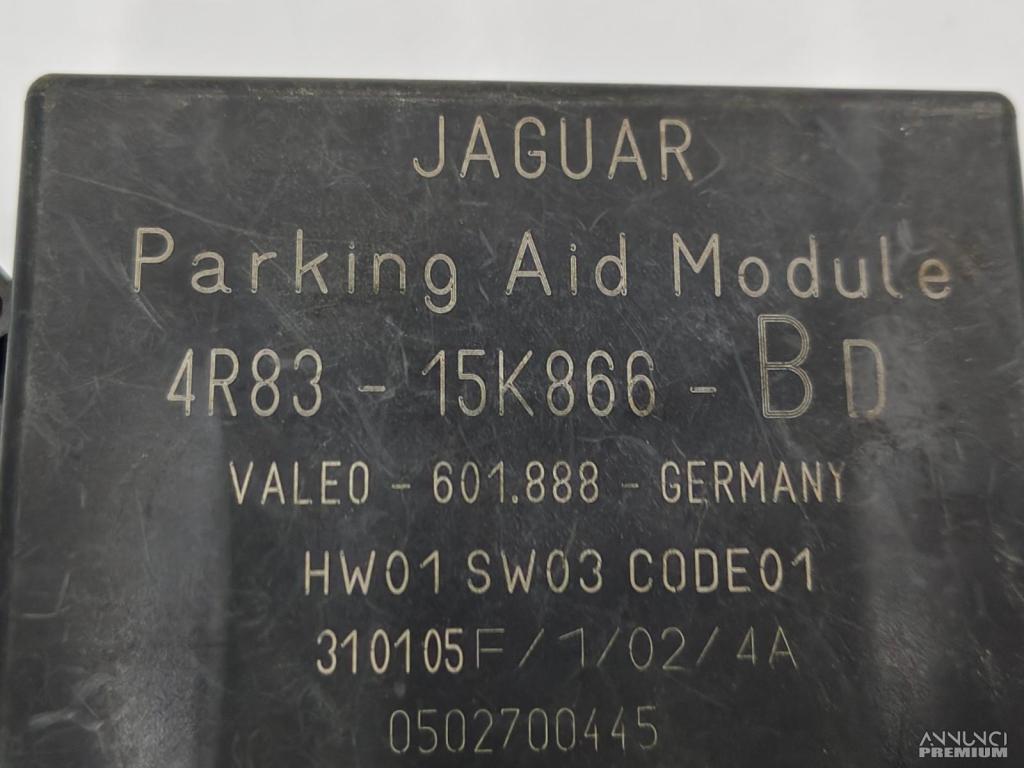 JAGUAR
Parking Aid Module
4R83 - 15K866 - BD
VALEO - 601.888 - GERMANY
HW01 SW03 CODE01
310105F/1/02/4A
0502700445
ANNUNCI
PREMIUM